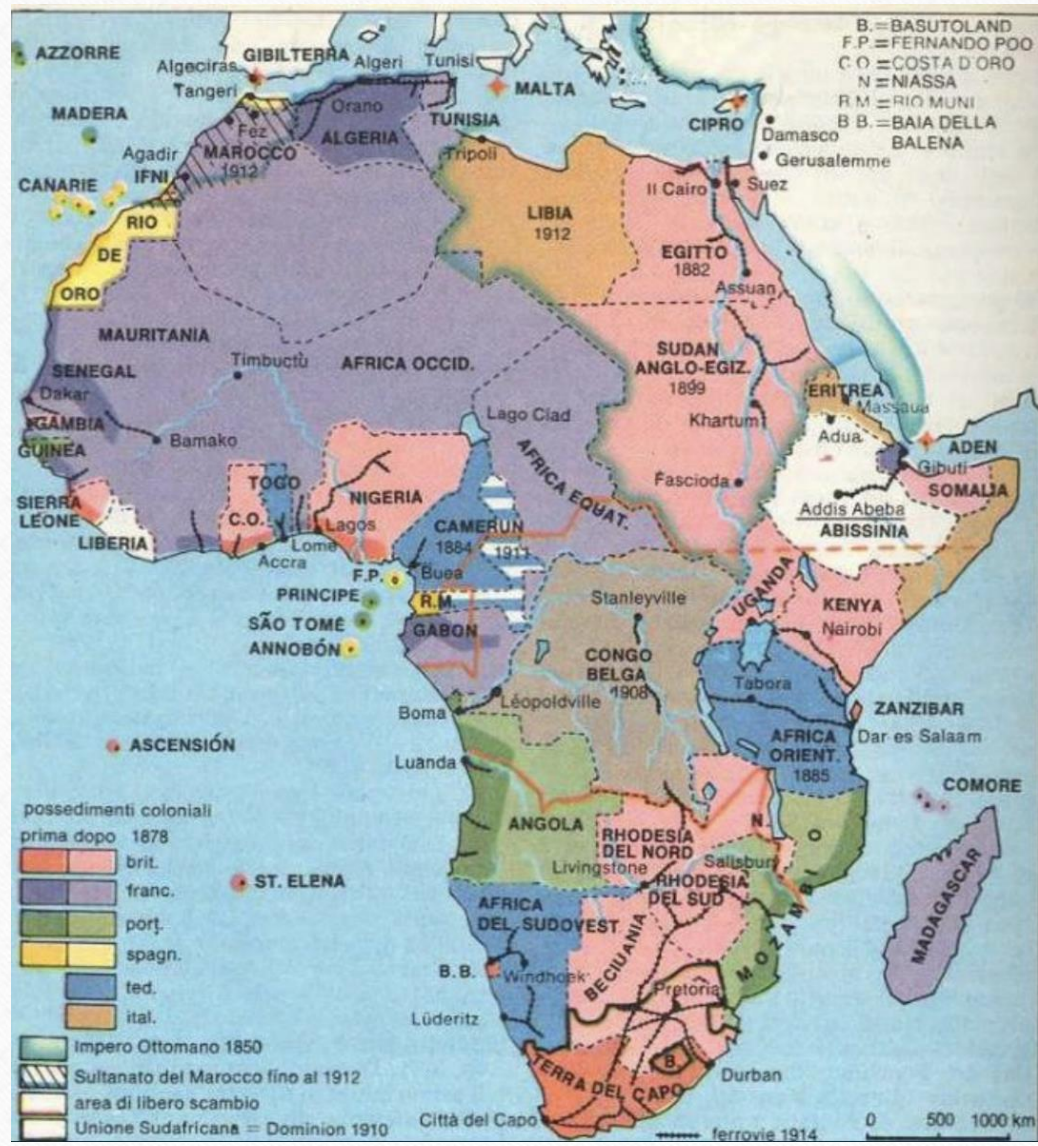 B.=BASUTOLAND
F.P.=FERNANDO POO
C.O.=COSTA D'ORO
N=NIASSA
R.M.=RIO MUNI
B.B.=BAIA DELLA
BALENA
AZZORRE
GIBILTERRA
Algeciras
Tangeri
Algeri
Tunisi
MALTA
CIPRO
MADERA
Orano
Fez
ALGERIA
TUNISIA
Tripoli
Damasco
Gerusalemme
Agadir
MAROCCO
1912
IFNI
CANARIE
Il Cairo
Suez
RIO
DE
ORO
LIBIA
1912
EGITTO
1882
Assuan
MAURITANIA
Timbuctù
AFRICA OCCID.
SUDAN
ANGLO-EGIZ.
1899
SENEGAL
Dakar
GAMBIA
GUINEA
Bamako
Lago Clad
Khartum
ERITREA
Massaua
Adua
ADEN
Gibuti
AFRICA EQUAT.
Fascioda
SOMALIA
Addis Abeba
ABISSINIA
SIERRA
LEONE
LIBERIA
TOGO
C.O.
NIGERIA
Lagos
Lome
Accra
CAMERUN
1884
1911
Buea
F.P.
PRINCIPE
R.M.
SÃO TOMÉ
GABON
ANNOBÓN
Stanleyville
UGANDA
KENYA
Nairobi
CONGO
BELGA
1908
Léopoldville
Boma
Tabora
ZANZIBAR
Dar es Salaam
AFRICA
ORIENT.
1885
ASCENSIÓN
Luanda
COMORE
ANGOLA
RHODESIA
DEL NORD
N.
Livingstone
Salisbury
RHODESIA
DEL SUD
MOZAMBICO
MADAGASCAR
ST. ELENA
AFRICA
DEL SUDOVEST
B.B.
Windhoek
BECIUANIA
Pretoria
Lüderitz
B
TERRA DEL CAPO
Durban
Città del Capo
possedimenti coloniali
prima dopo 1878
brit.
franc.
port.
spagn.
ted.
ital.
Impero Ottomano 1850
Sultanato del Marocco fino al 1912
area di libero scambio
Unione Sudafricana = Dominion 1910
ferrovie 1914
0 500 1000 km